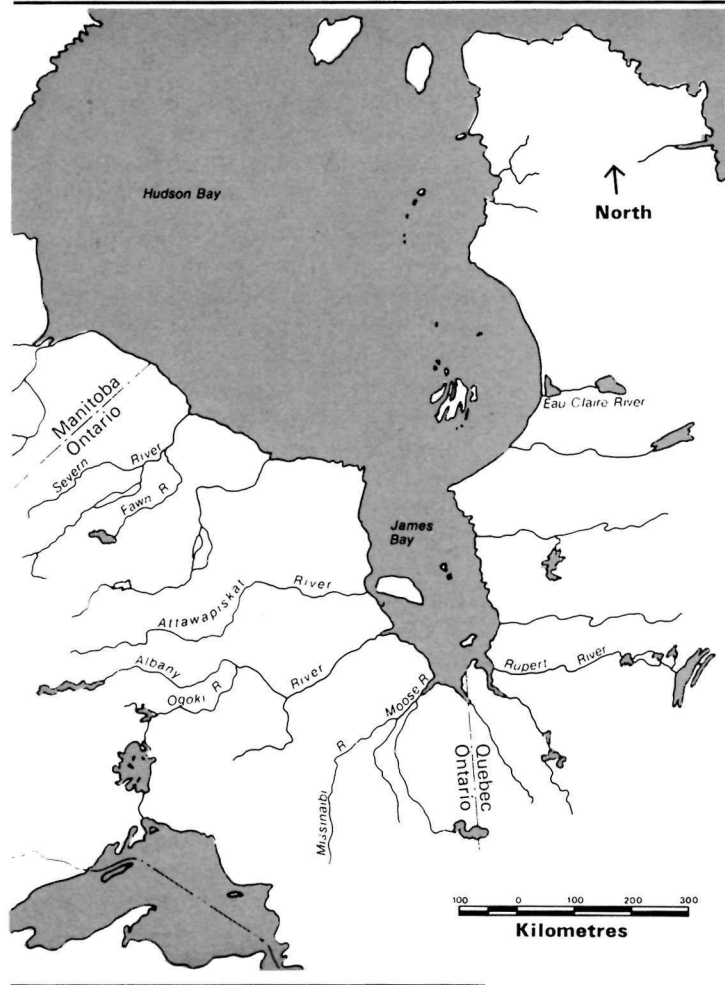 Hudson Bay
North
Manitoba
Ontario
Eau Claire River
Severn River
Fawn R
James
Bay
Attawapiskat River
Albany River
Ogoki R
Rupert River
Moose R
Missinaibi R
Quebec
Ontario
100 0 100 200 300
Kilometres